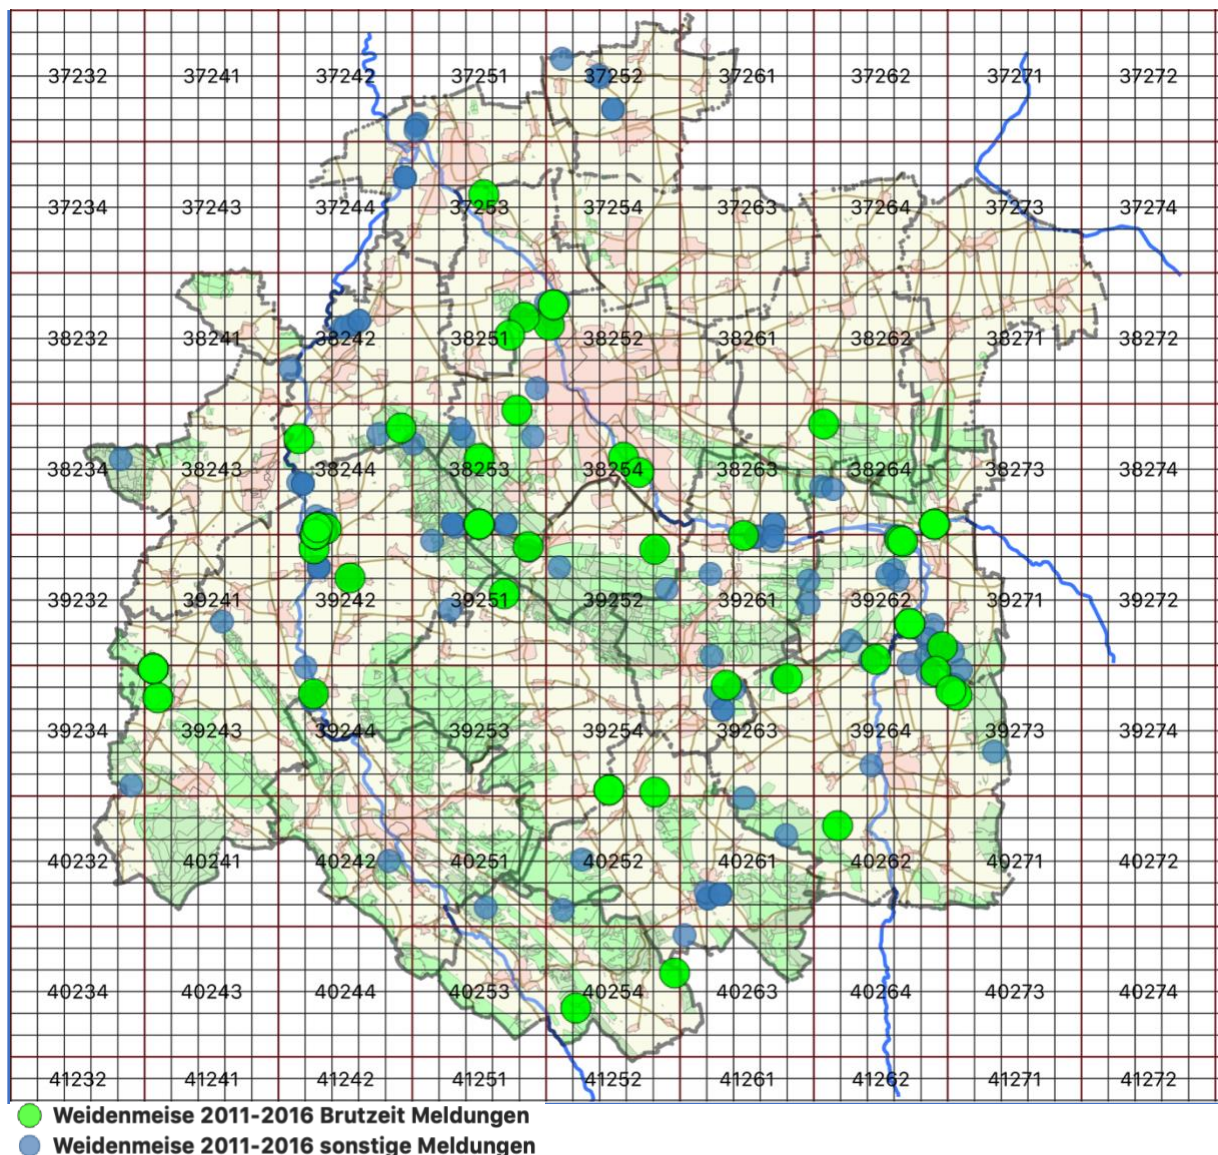 37232 37241 37242 37251 37252 37261 37262 37271 37272
37234 37243 37244 37253 37254 37263 37264 37273 37274
38232 38241 38242 38251 38252 38261 38262 38271 38272
38234 38243 38244 38253 38254 38263 38264 38273 38274
39232 39241 39242 39251 39252 39261 39262 39271 39272
39234 39243 39244 39253 39254 39263 39264 39273 39274
40232 40241 40242 40251 40252 40261 40262 40271 40272
40234 40243 40244 40253 40254 40263 40264 40273 40274
41232 41241 41242 41251 41252 41261 41262 41271 41272
Weidenmeise 2011-2016 Brutzeit Meldungen
Weidenmeise 2011-2016 sonstige Meldungen